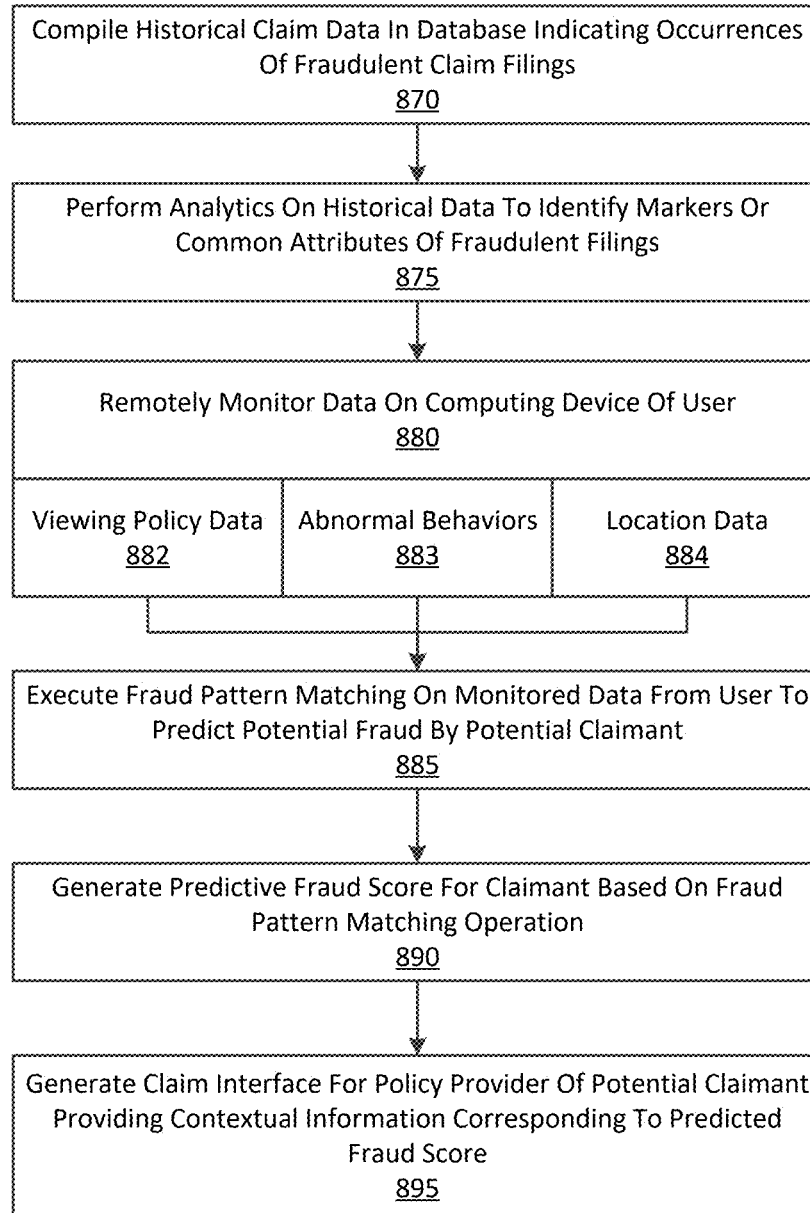 Compile Historical Claim Data In Database Indicating Occurrences
Of Fraudulent Claim Filings
870
Perform Analytics On Historical Data To Identify Markers Or
Common Attributes Of Fraudulent Filings
875
Remotely Monitor Data On Computing Device Of User
880
Viewing Policy Data
882
Abnormal Behaviors
883
Location Data
884
Execute Fraud Pattern Matching On Monitored Data From User To
Predict Potential Fraud By Potential Claimant
885
Generate Predictive Fraud Score For Claimant Based On Fraud
Pattern Matching Operation
890
Generate Claim Interface For Policy Provider Of Potential Claimant
Providing Contextual Information Corresponding To Predicted
Fraud Score
895